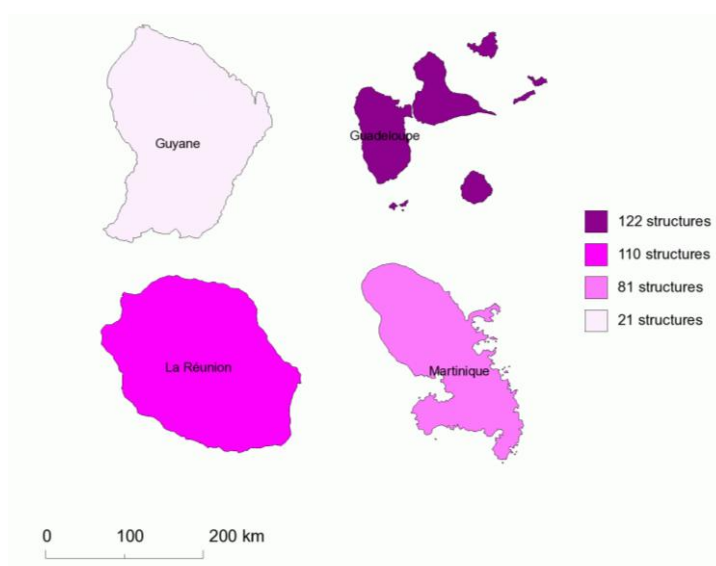 Guyane
Guadeloupe
122 structures
110 structures
81 structures
21 structures
La Réunion
Martinique
0 100 200 km